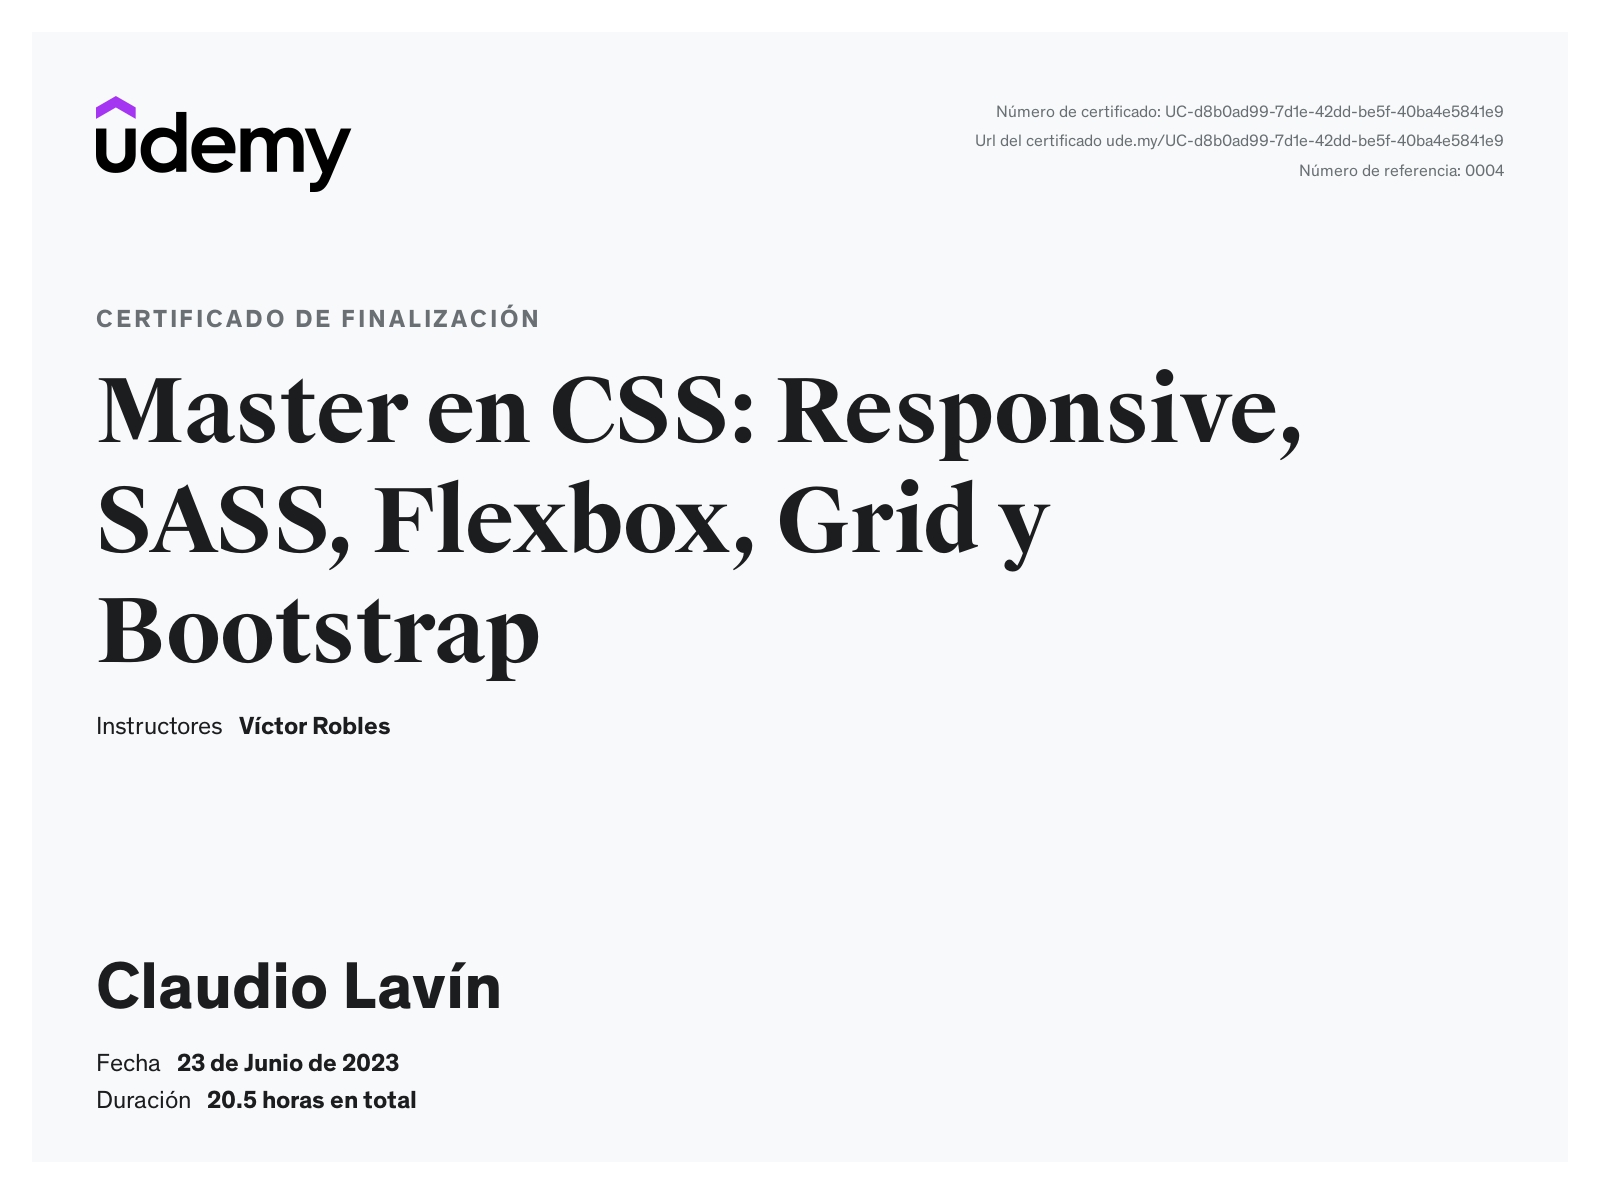 udemy
Número de certificado: UC-d8b0ad99-7d1e-42dd-be5f-40ba4e5841e9
Url del certificado ude.my/UC-d8b0ad99-7d1e-42dd-be5f-40ba4e5841e9
Número de referencia: 0004
CERTIFICADO DE FINALIZACIÓN
Master en CSS: Responsive,
SASS, Flexbox, Grid y
Bootstrap
Instructores Víctor Robles
Claudio Lavín
Fecha 23 de Junio de 2023
Duración 20.5 horas en total